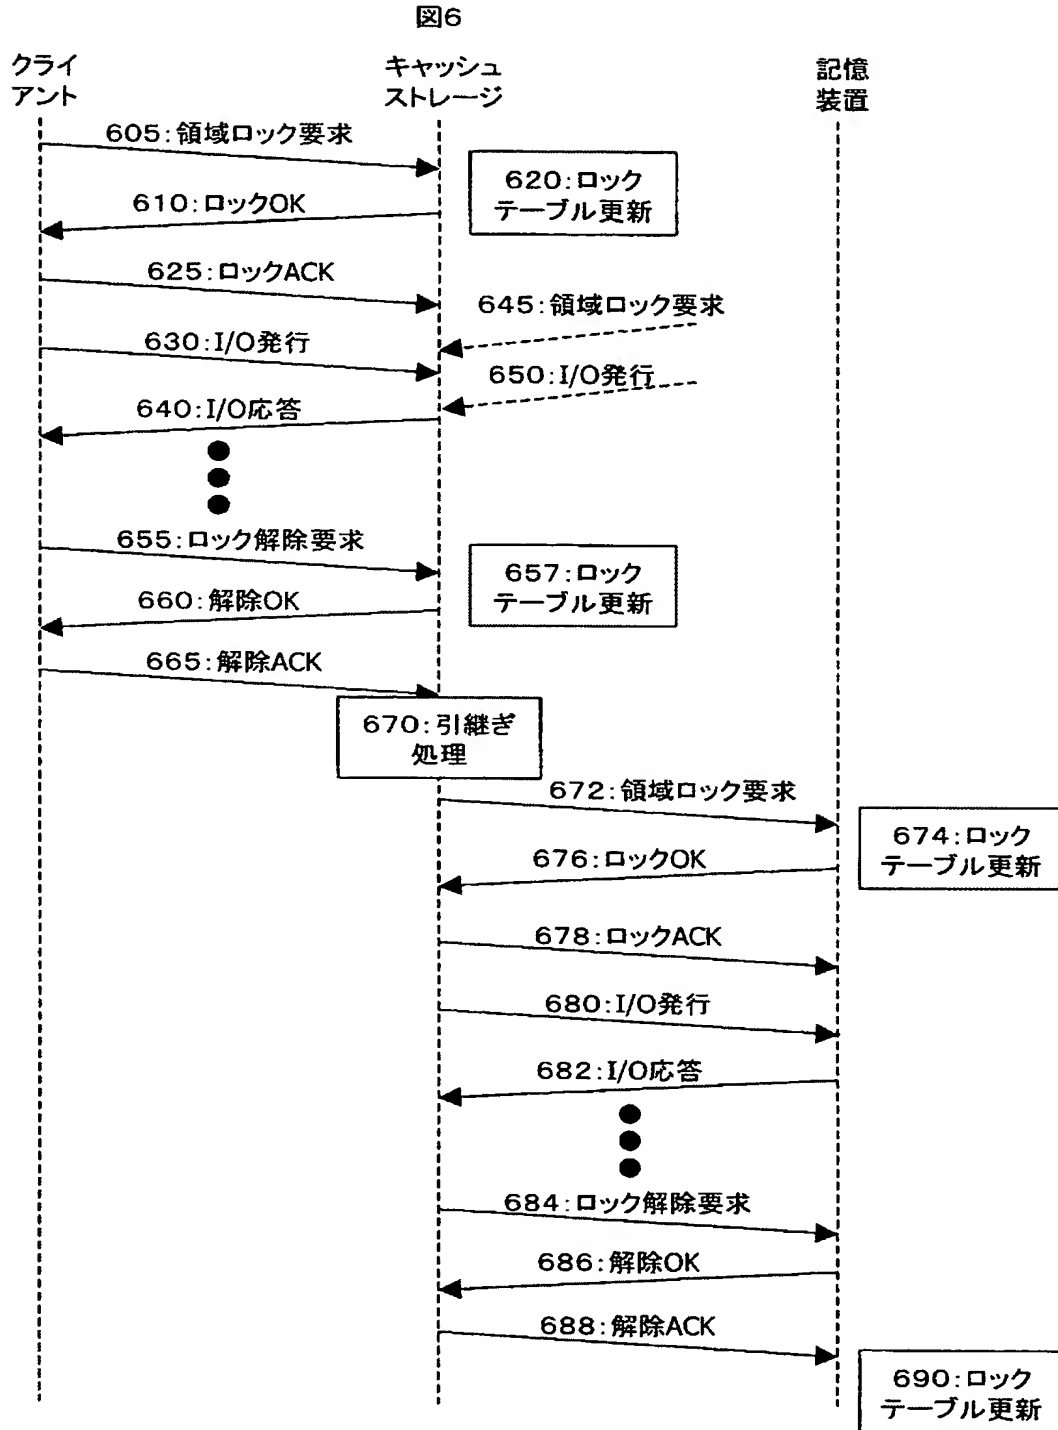 図6
クライ
アント
キャッシュ
ストレージ
記憶
装置
605:領域ロック要求
620:ロック
テーブル更新
610:ロックOK
625:ロックACK
645:領域ロック要求
630:I/O発行
650:I/O発行
640:I/O応答
655:ロック解除要求
657:ロック
テーブル更新
660:解除OK
665:解除ACK
670:引継ぎ
処理
672:領域ロック要求
674:ロック
テーブル更新
676:ロックOK
678:ロックACK
680:I/O発行
682:I/O応答
684:ロック解除要求
686:解除OK
688:解除ACK
690:ロック
テーブル更新